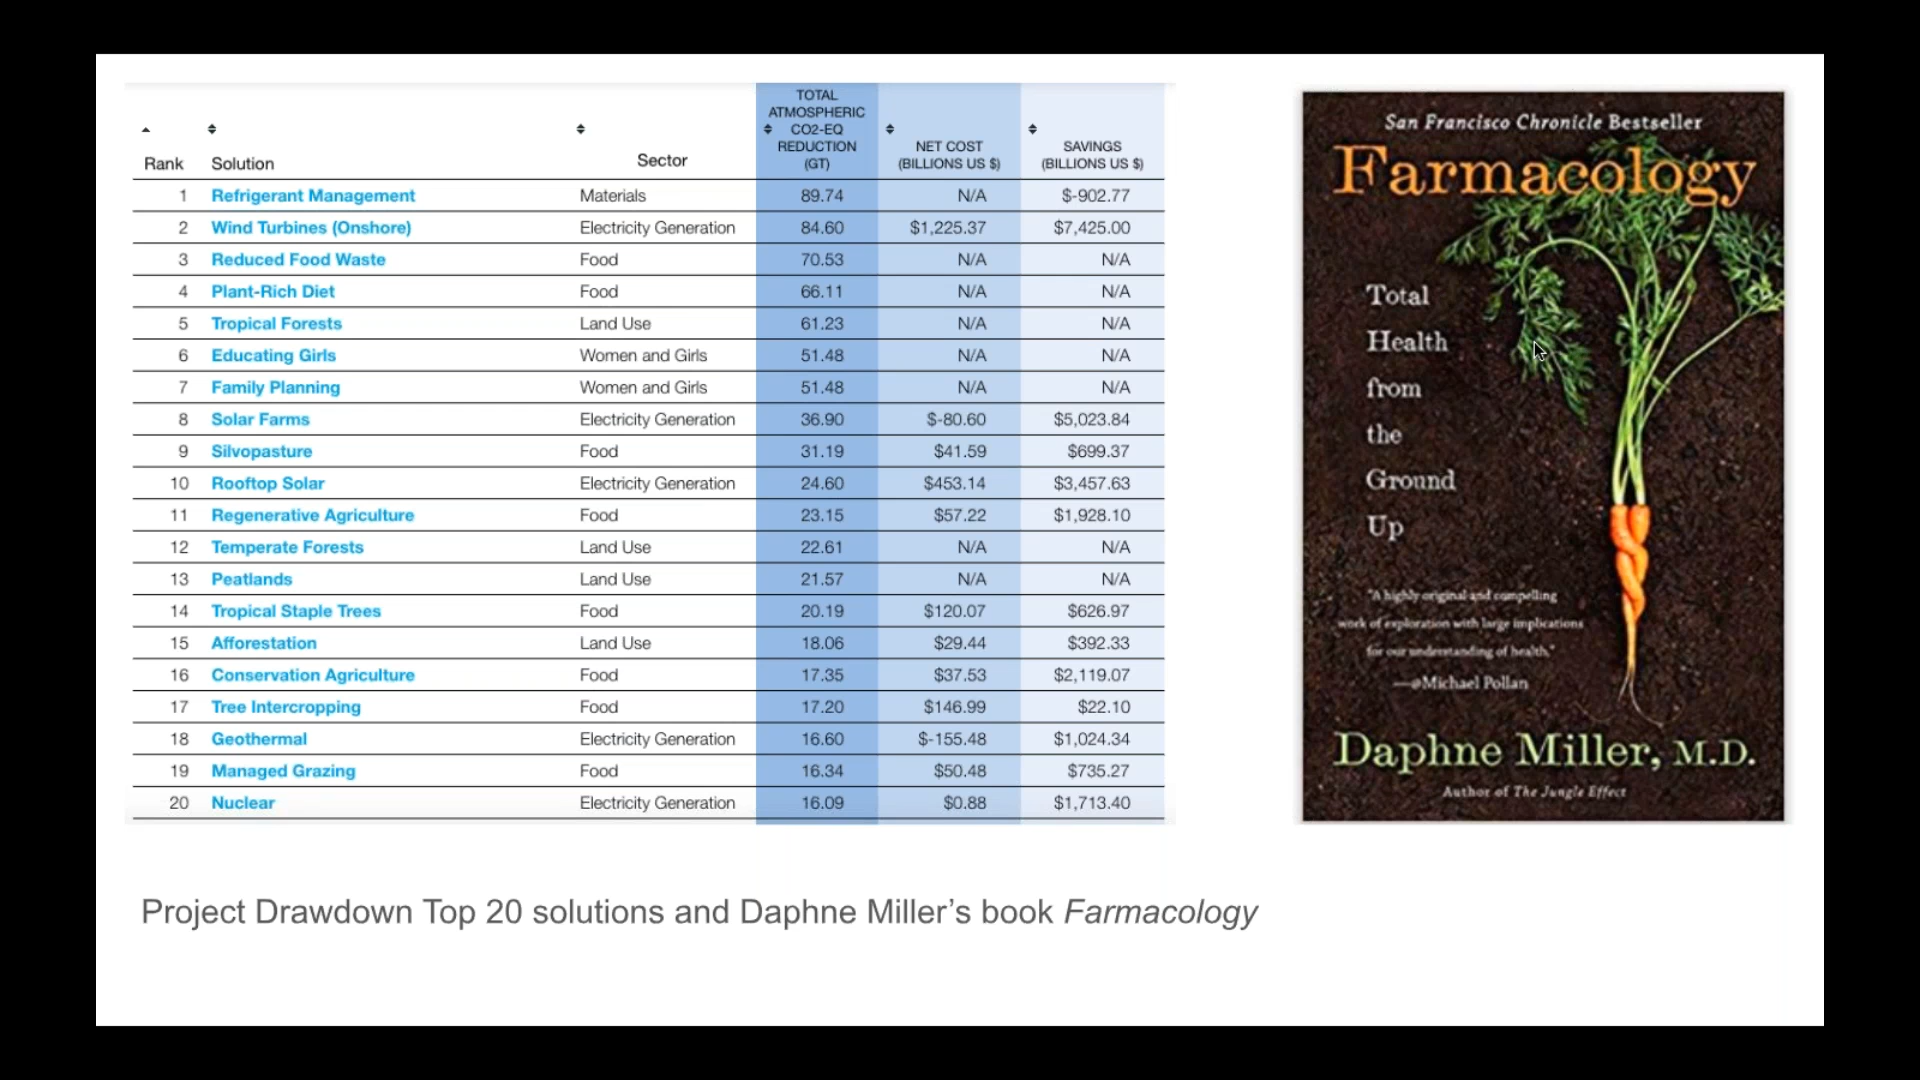 Rank Solution Sector TOTAL ATMOSPHERIC CO2-EQ REDUCTION (GT) NET COST (BILLIONS US $) SAVINGS (BILLIONS US $)
1 Refrigerant Management Materials 89.74 N/A $-902.77
2 Wind Turbines (Onshore) Electricity Generation 84.60 $1,225.37 $7,425.00
3 Reduced Food Waste Food 70.53 N/A N/A
4 Plant-Rich Diet Food 66.11 N/A N/A
5 Tropical Forests Land Use 61.23 N/A N/A
6 Educating Girls Women and Girls 51.48 N/A N/A
7 Family Planning Women and Girls 51.48 N/A N/A
8 Solar Farms Electricity Generation 36.90 $-80.60 $5,023.84
9 Silvopasture Food 31.19 $41.59 $699.37
10 Rooftop Solar Electricity Generation 24.60 $453.14 $3,457.63
11 Regenerative Agriculture Food 23.15 $57.22 $1,928.10
12 Temperate Forests Land Use 22.61 N/A N/A
13 Peatlands Land Use 21.57 N/A N/A
14 Tropical Staple Trees Food 20.19 $120.07 $626.97
15 Afforestation Land Use 18.06 $29.44 $392.33
16 Conservation Agriculture Food 17.35 $37.53 $2,119.07
17 Tree Intercropping Food 17.20 $146.99 $22.10
18 Geothermal Electricity Generation 16.60 $-155.48 $1,024.34
19 Managed Grazing Food 16.34 $50.48 $735.27
20 Nuclear Electricity Generation 16.09 $0.88 $1,713.40
San Francisco Chronicle Bestseller
Farmacology
Total
Health
from
the
Ground
Up
"A highly original and compelling
work of exploration with large implications
for our understanding of health."
—@Michael Pollan
Daphne Miller, M.D.
Author of The Jungle Effect
Project Drawdown Top 20 solutions and Daphne Miller’s book Farmacology